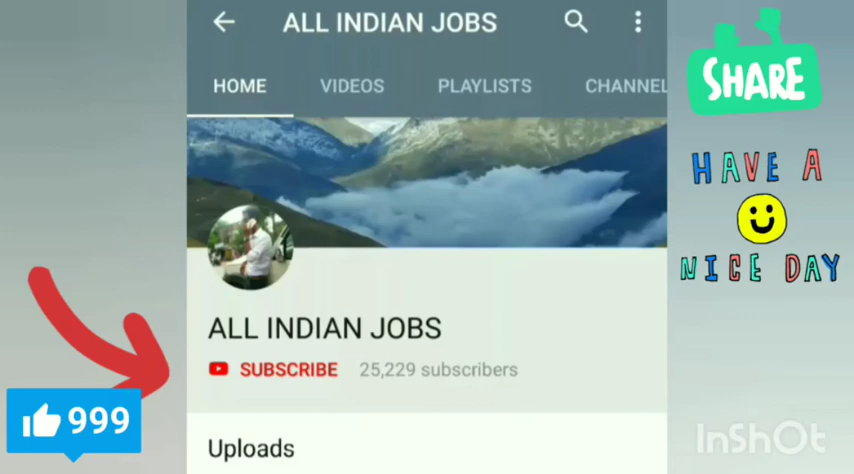 ALL INDIAN JOBS
HOME VIDEOS PLAYLISTS CHANNEL
SHARE
HAVE A
NICE DAY
ALL INDIAN JOBS
SUBSCRIBE 25,229 subscribers
999
Uploads
InShOt